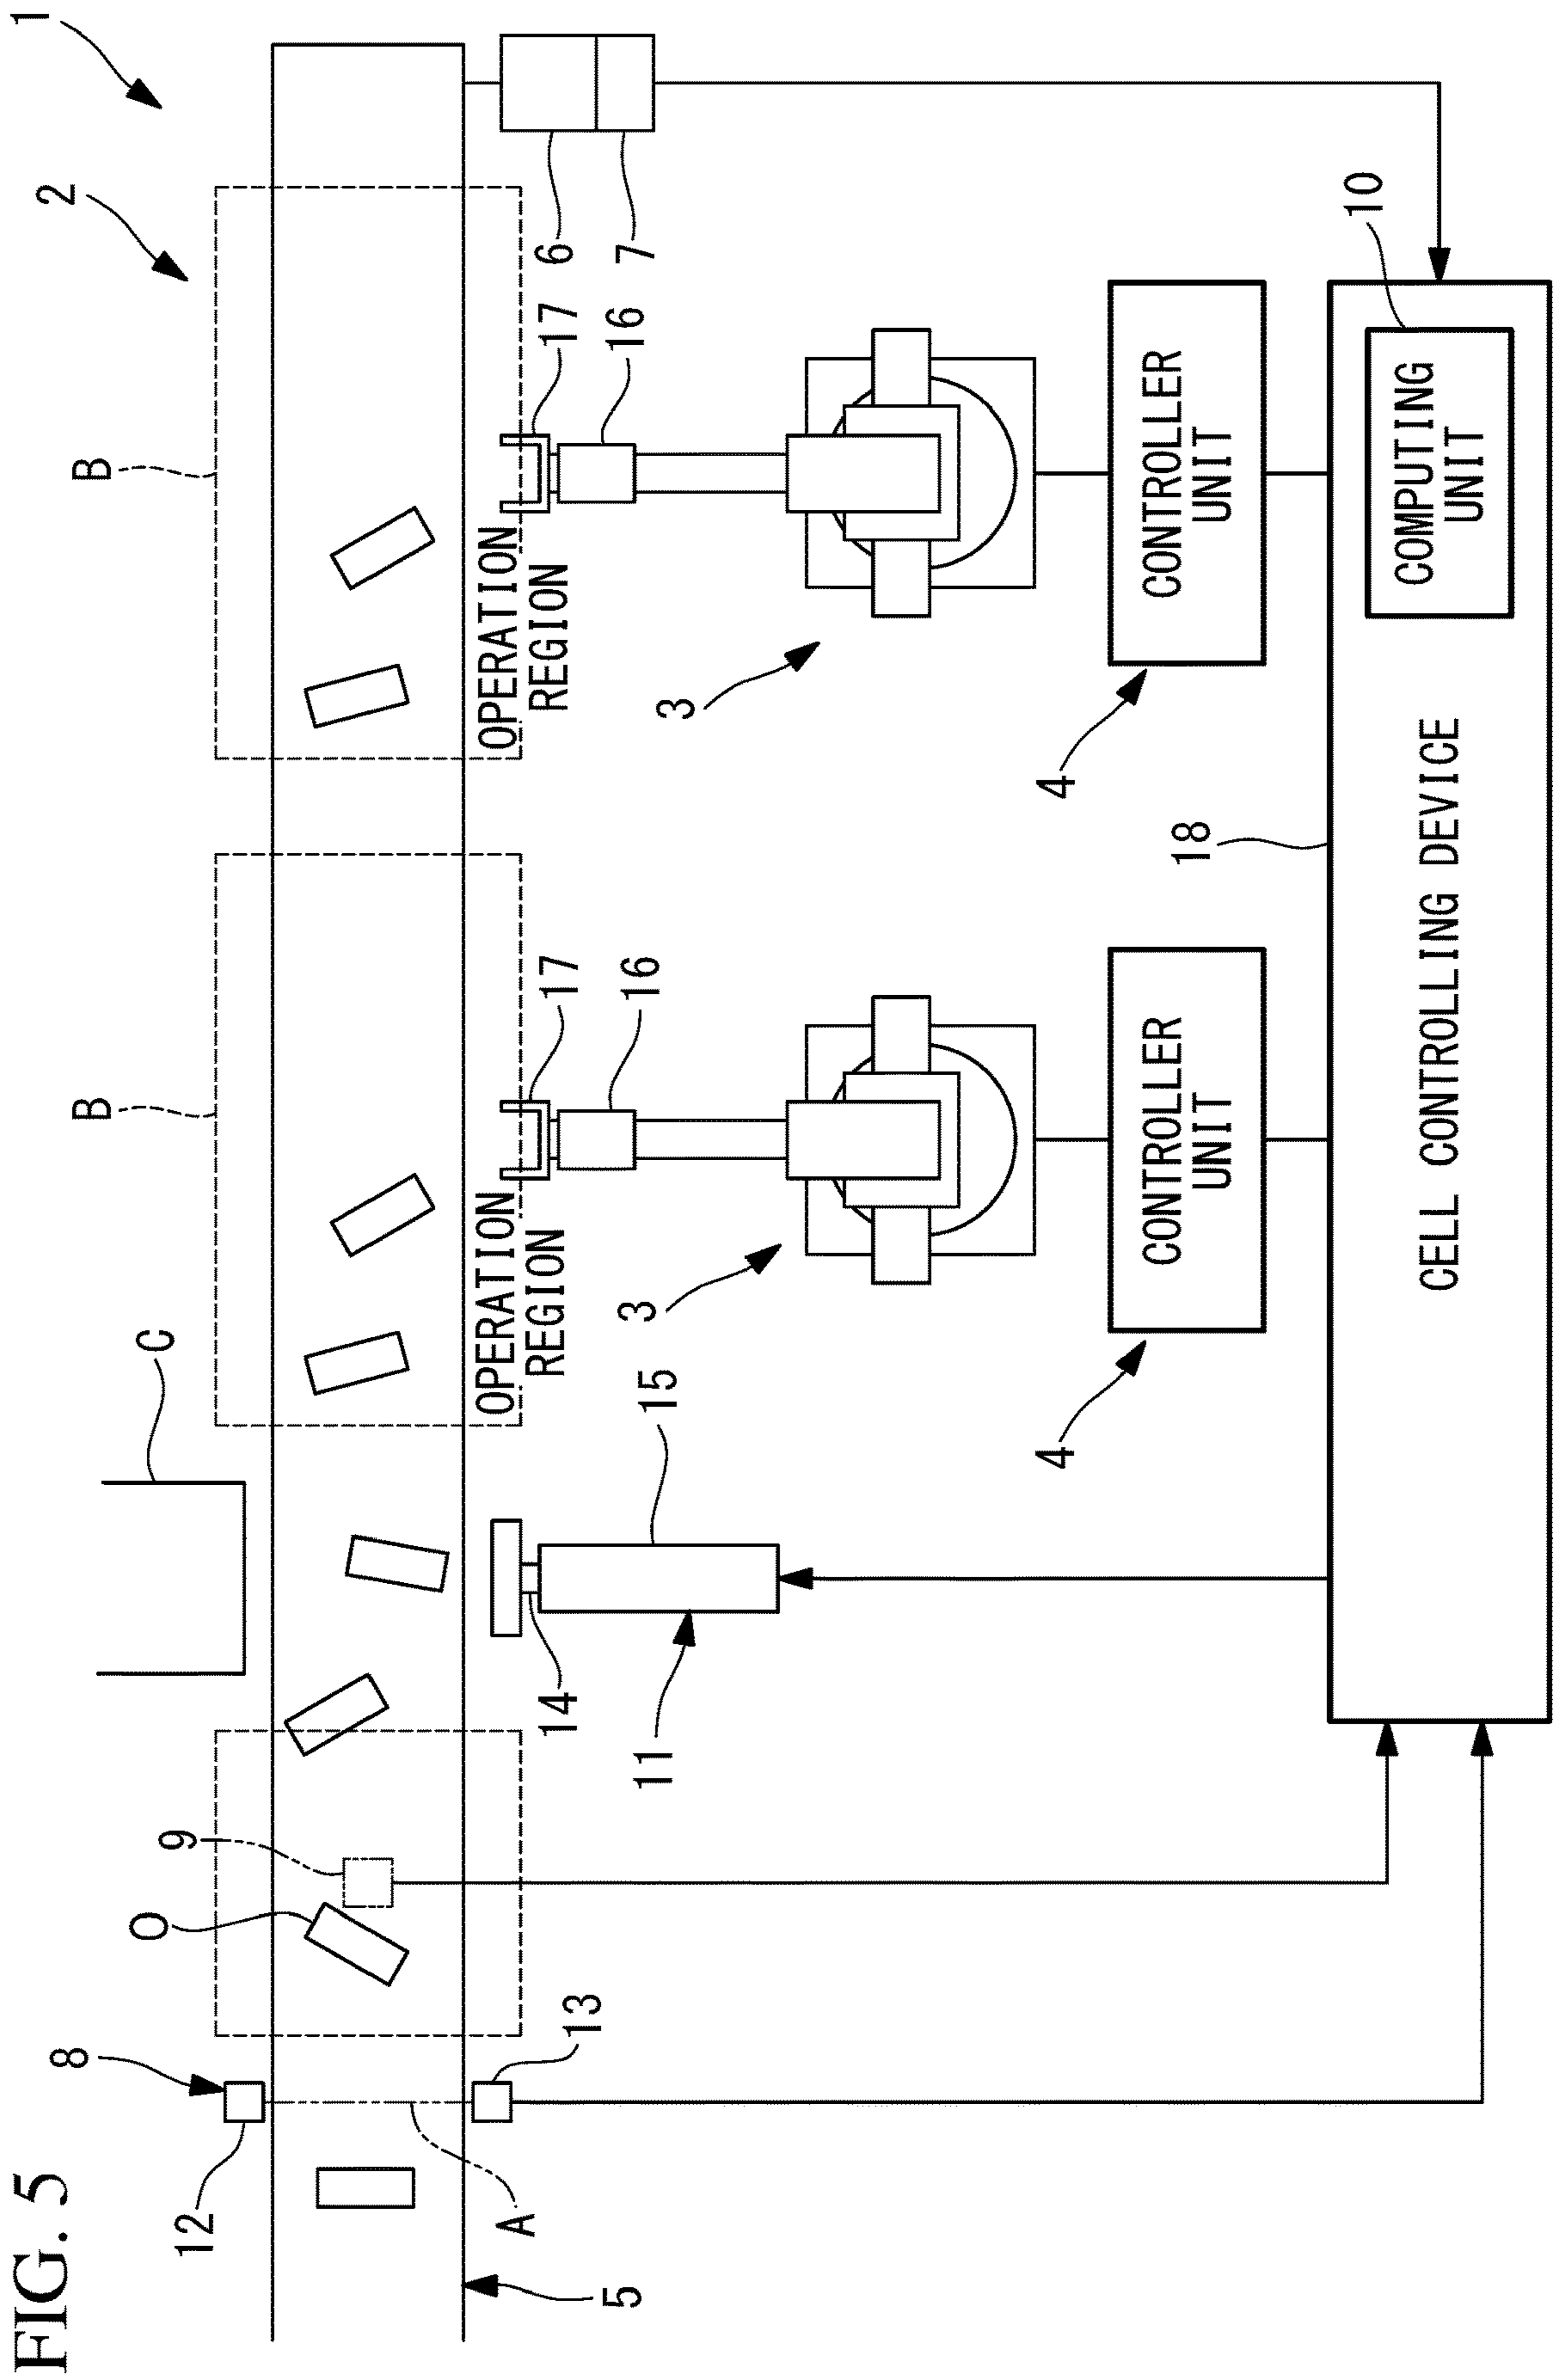 FIG. 5
1
2
B
B
C
9
O
8
12
A
5
13
14
11
15
OPERATION
REGION
17
16
3
4
OPERATION
REGION
17
16
3
4
6
7
CONTROLLER
UNIT
CONTROLLER
UNIT
18
10
COMPUTING
UNIT
CELL CONTROLLING DEVICE